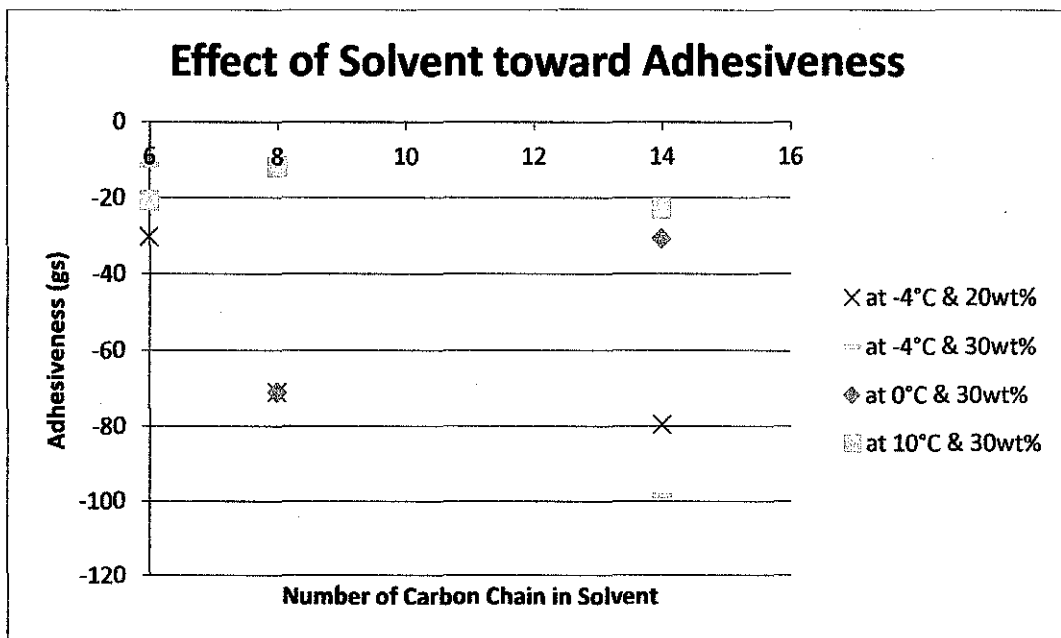 Effect of Solvent toward Adhesiveness
0
6 8 10 12 14 16
-20
-40
-60
-80
-100
-120
Adhesiveness (gs)
Number of Carbon Chain in Solvent
at -4°C & 20wt%
at -4°C & 30wt%
at 0°C & 30wt%
at 10°C & 30wt%